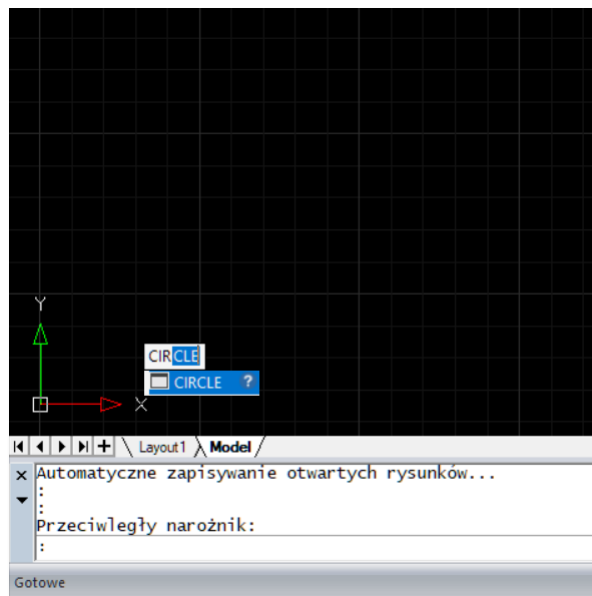 Y
CIRCLE
CIRCLE ?
X
Layout1 Model
Automatyczne zapisywanie otwartych rysunków...
:
:
Przeciwległy narożnik:
:
Gotowe